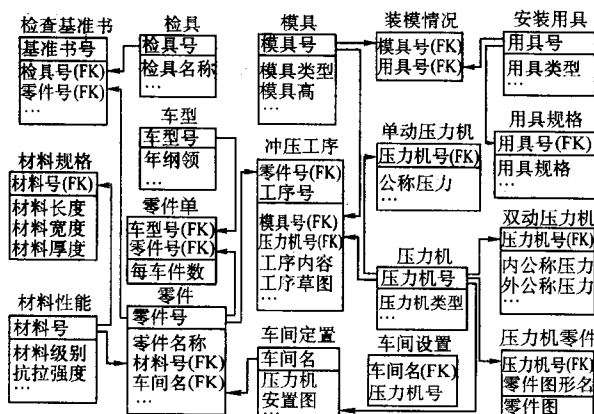 检查基准书
基准书号
检具号(FK)
零件号(FK)
…
检具
检具号
检具名称
…
模具
模具号
模具类型
模具高
…
装模情况
模具号(FK)
用具号(FK)
安装用具
用具号
用具类型
…
车型
车型号
年纲领
…
冲压工序
零件号(FK)
工序号
模具号(FK)
压力机号(FK)
工序内容
工序草图
…
单动压力机
压力机号(FK)
公称压力
…
用具规格
用具号(FK)
用具规格
…
材料规格
材料号(FK)
材料长度
材料宽度
材料厚度
零件单
车型号(FK)
零件号(FK)
每车件数
双动压力机
压力机号(FK)
内公称压力
外公称压力
…
压力机
压力机号
压力机类型
…
材料性能
材料号
材料级别
抗拉强度
…
零件
零件号
零件名称
材料号(FK)
车间名(FK)
…
车间定置
车间名
压力机
安置图
…
车间设置
车间名(FK)
压力机号
压力机零件
压力机号(FK)
零件图形名
零件图